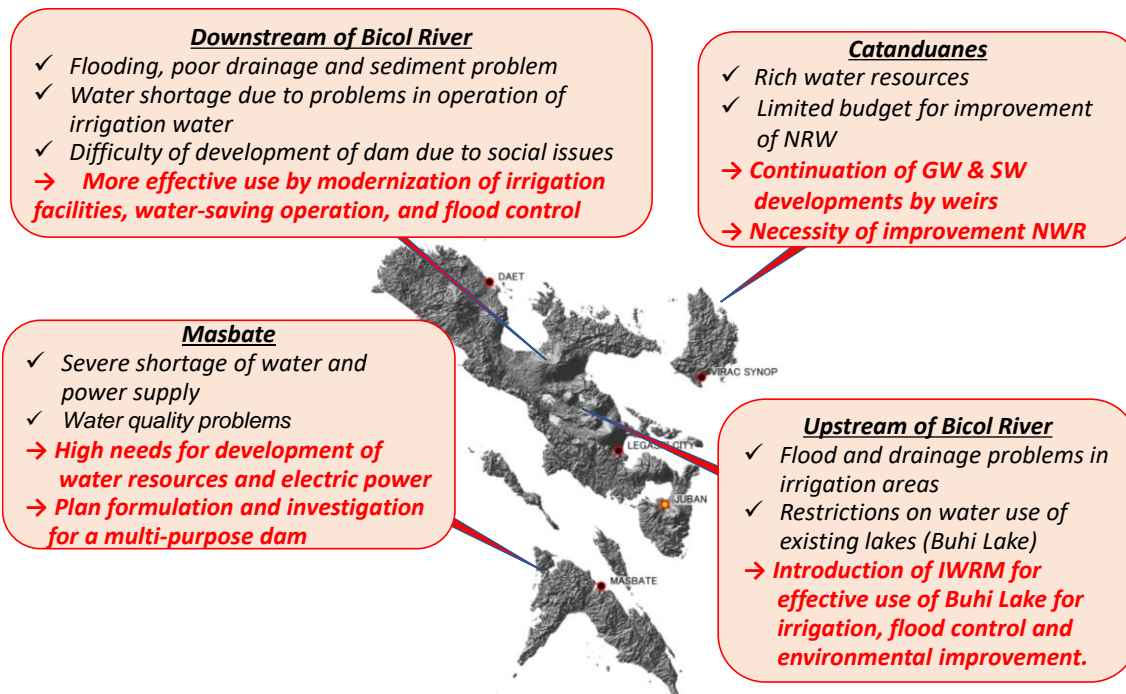 Downstream of Bicol River
✓ Flooding, poor drainage and sediment problem
✓ Water shortage due to problems in operation of
irrigation water
✓ Difficulty of development of dam due to social issues
→ More effective use by modernization of irrigation
facilities, water-saving operation, and flood control
Catanduanes
✓ Rich water resources
✓ Limited budget for improvement
of NRW
→ Continuation of GW & SW
developments by weirs
→ Necessity of improvement NWR
DAET
VIRAC SYNOP
Masbate
✓ Severe shortage of water and
power supply
✓ Water quality problems
→ High needs for development of
water resources and electric power
→ Plan formulation and investigation
for a multi-purpose dam
CITY
JUBAN
MASBATE
Upstream of Bicol River
✓ Flood and drainage problems in
irrigation areas
✓ Restrictions on water use of
existing lakes (Buhi Lake)
→ Introduction of IWRM for
effective use of Buhi Lake for
irrigation, flood control and
environmental improvement.